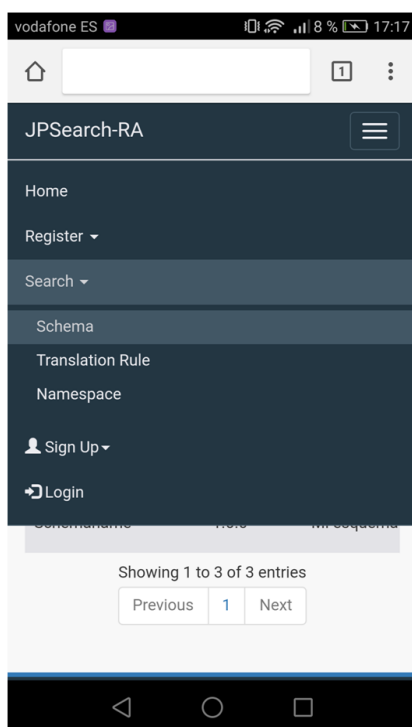 vodafone ES 8 % 17:17
1
JPSearch-RA
Home
Register
Search
Schema
Translation Rule
Namespace
Sign Up
Login
Showing 1 to 3 of 3 entries
Previous 1 Next